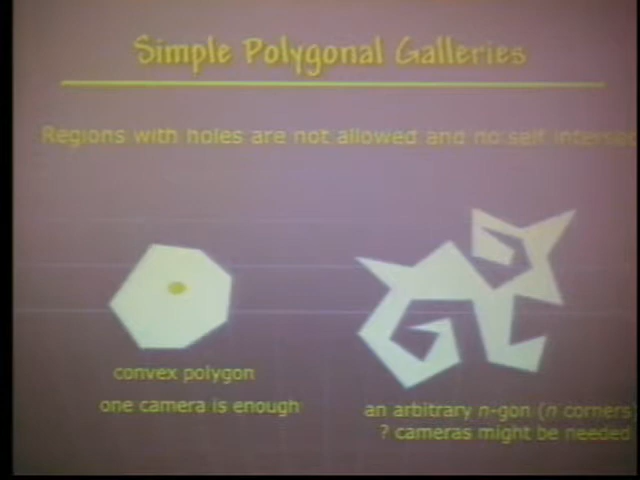 Simple Polygonal Galleries
Regions with holes are not allowed and no self
convex polygon
one camera is enough
an arbitrary n-gon (n corners)
? cameras might be needed